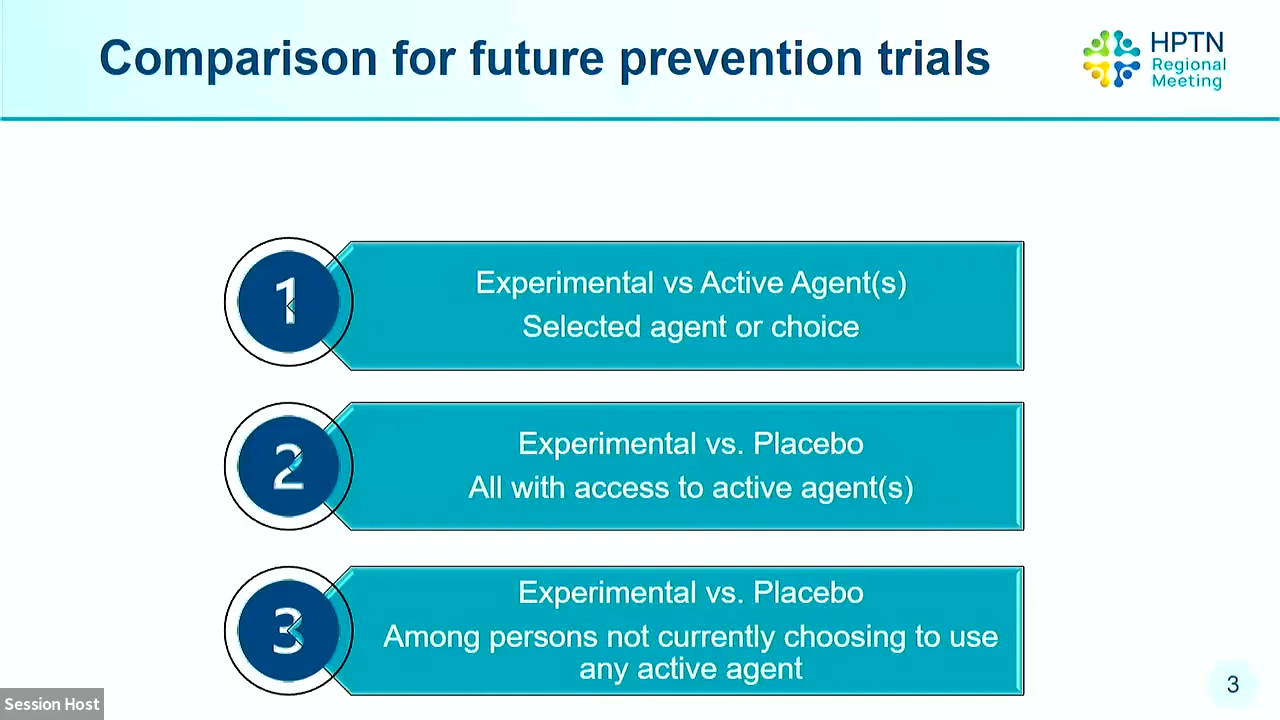 Comparison for future prevention trials
HPTN
Regional
Meeting
1
Experimental vs Active Agent(s)
Selected agent or choice
2
Experimental vs. Placebo
All with access to active agent(s)
3
Experimental vs. Placebo
Among persons not currently choosing to use
any active agent
Session Host
3